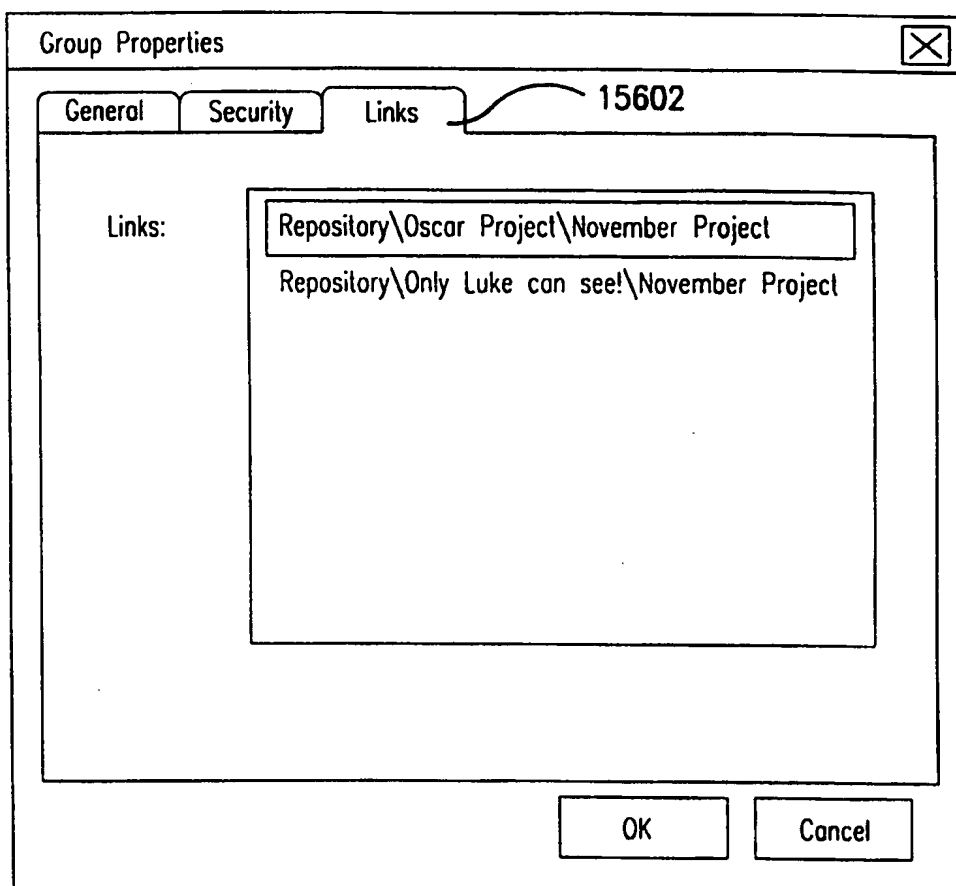 Group Properties
General Security Links 15602
Links:
Repository\Oscar Project\November Project
Repository\Only Luke can see!\November Project
OK Cancel